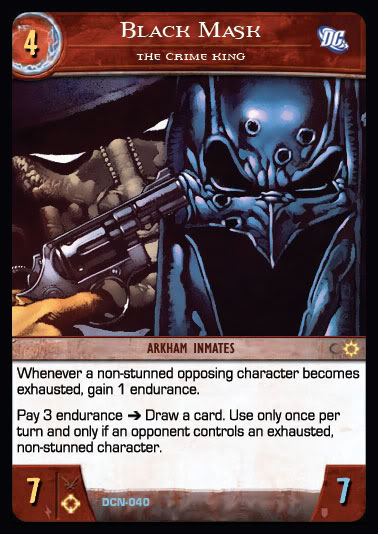 4
BLACK MASK
DC
THE CRIME KING
ARKHAM INMATES
C
Whenever a non-stunned opposing character becomes
exhausted, gain 1 endurance.
Pay 3 endurance ➔ Draw a card. Use only once per
turn and only if an opponent controls an exhausted,
non-stunned character.
7
DCN-040
7